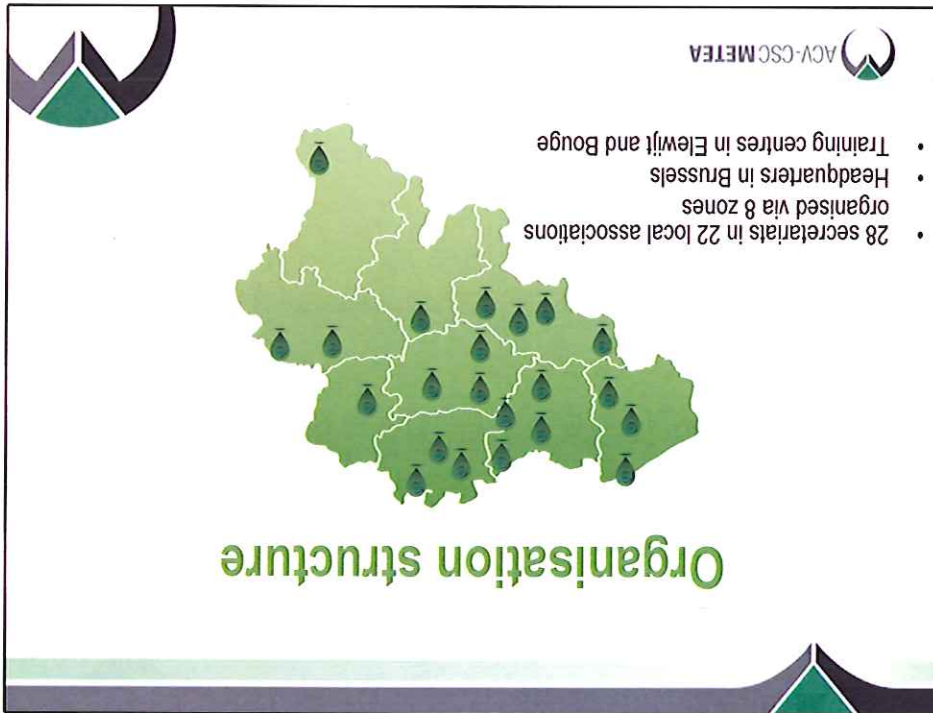 Organisation structure
• 28 secretariats in 22 local associations
organised via 8 zones
• Headquarters in Brussels
• Training centres in Elewijt and Bouge
ACV-CSC METEA